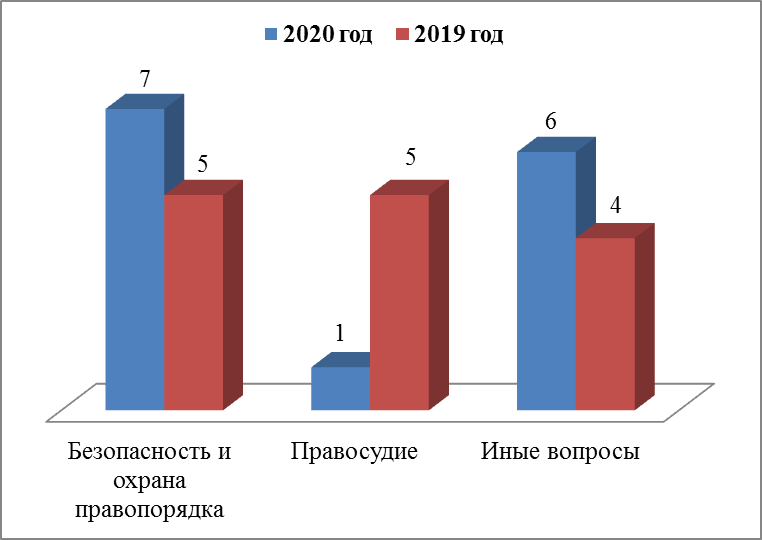 2020 год 2019 год
7
5
1
5
6
4
Безопасность и
охрана
правопорядка
Правосудие
Иные вопросы